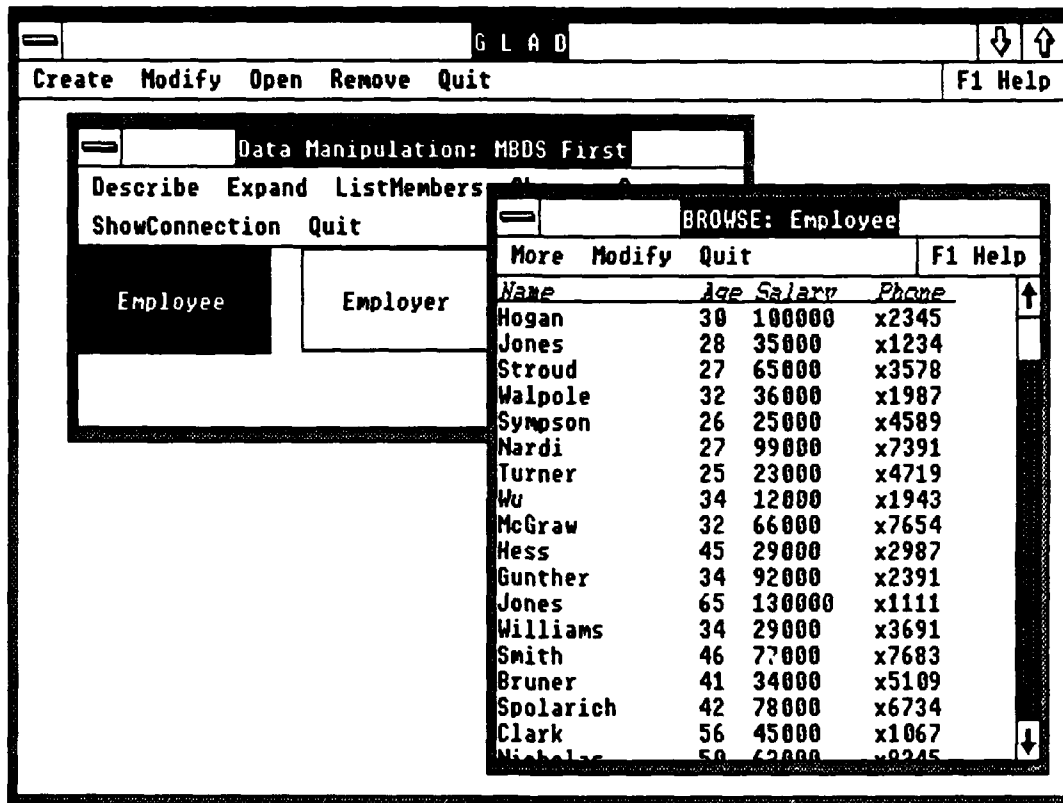 G L A D
Create Modify Open Remove Quit F1 Help
Data Manipulation: MBDS First
Describe Expand ListMembers
ShowConnection Quit
Employee Employer
BROWSE: Employee
More Modify Quit F1 Help
Name Age Salary Phone
Hogan 30 100000 x2345
Jones 28 35000 x1234
Stroud 27 65000 x3578
Walpole 32 36000 x1987
Sympson 26 25000 x4589
Nardi 27 99000 x7391
Turner 25 23000 x4719
Wu 34 12000 x1943
McGraw 32 66000 x7654
Hess 45 29000 x2987
Gunther 34 92000 x2391
Jones 65 130000 x1111
Williams 34 29000 x3691
Smith 46 77000 x7683
Bruner 41 34000 x5109
Spolarich 42 78000 x6734
Clark 56 45000 x1067
Nicholas 50 62000